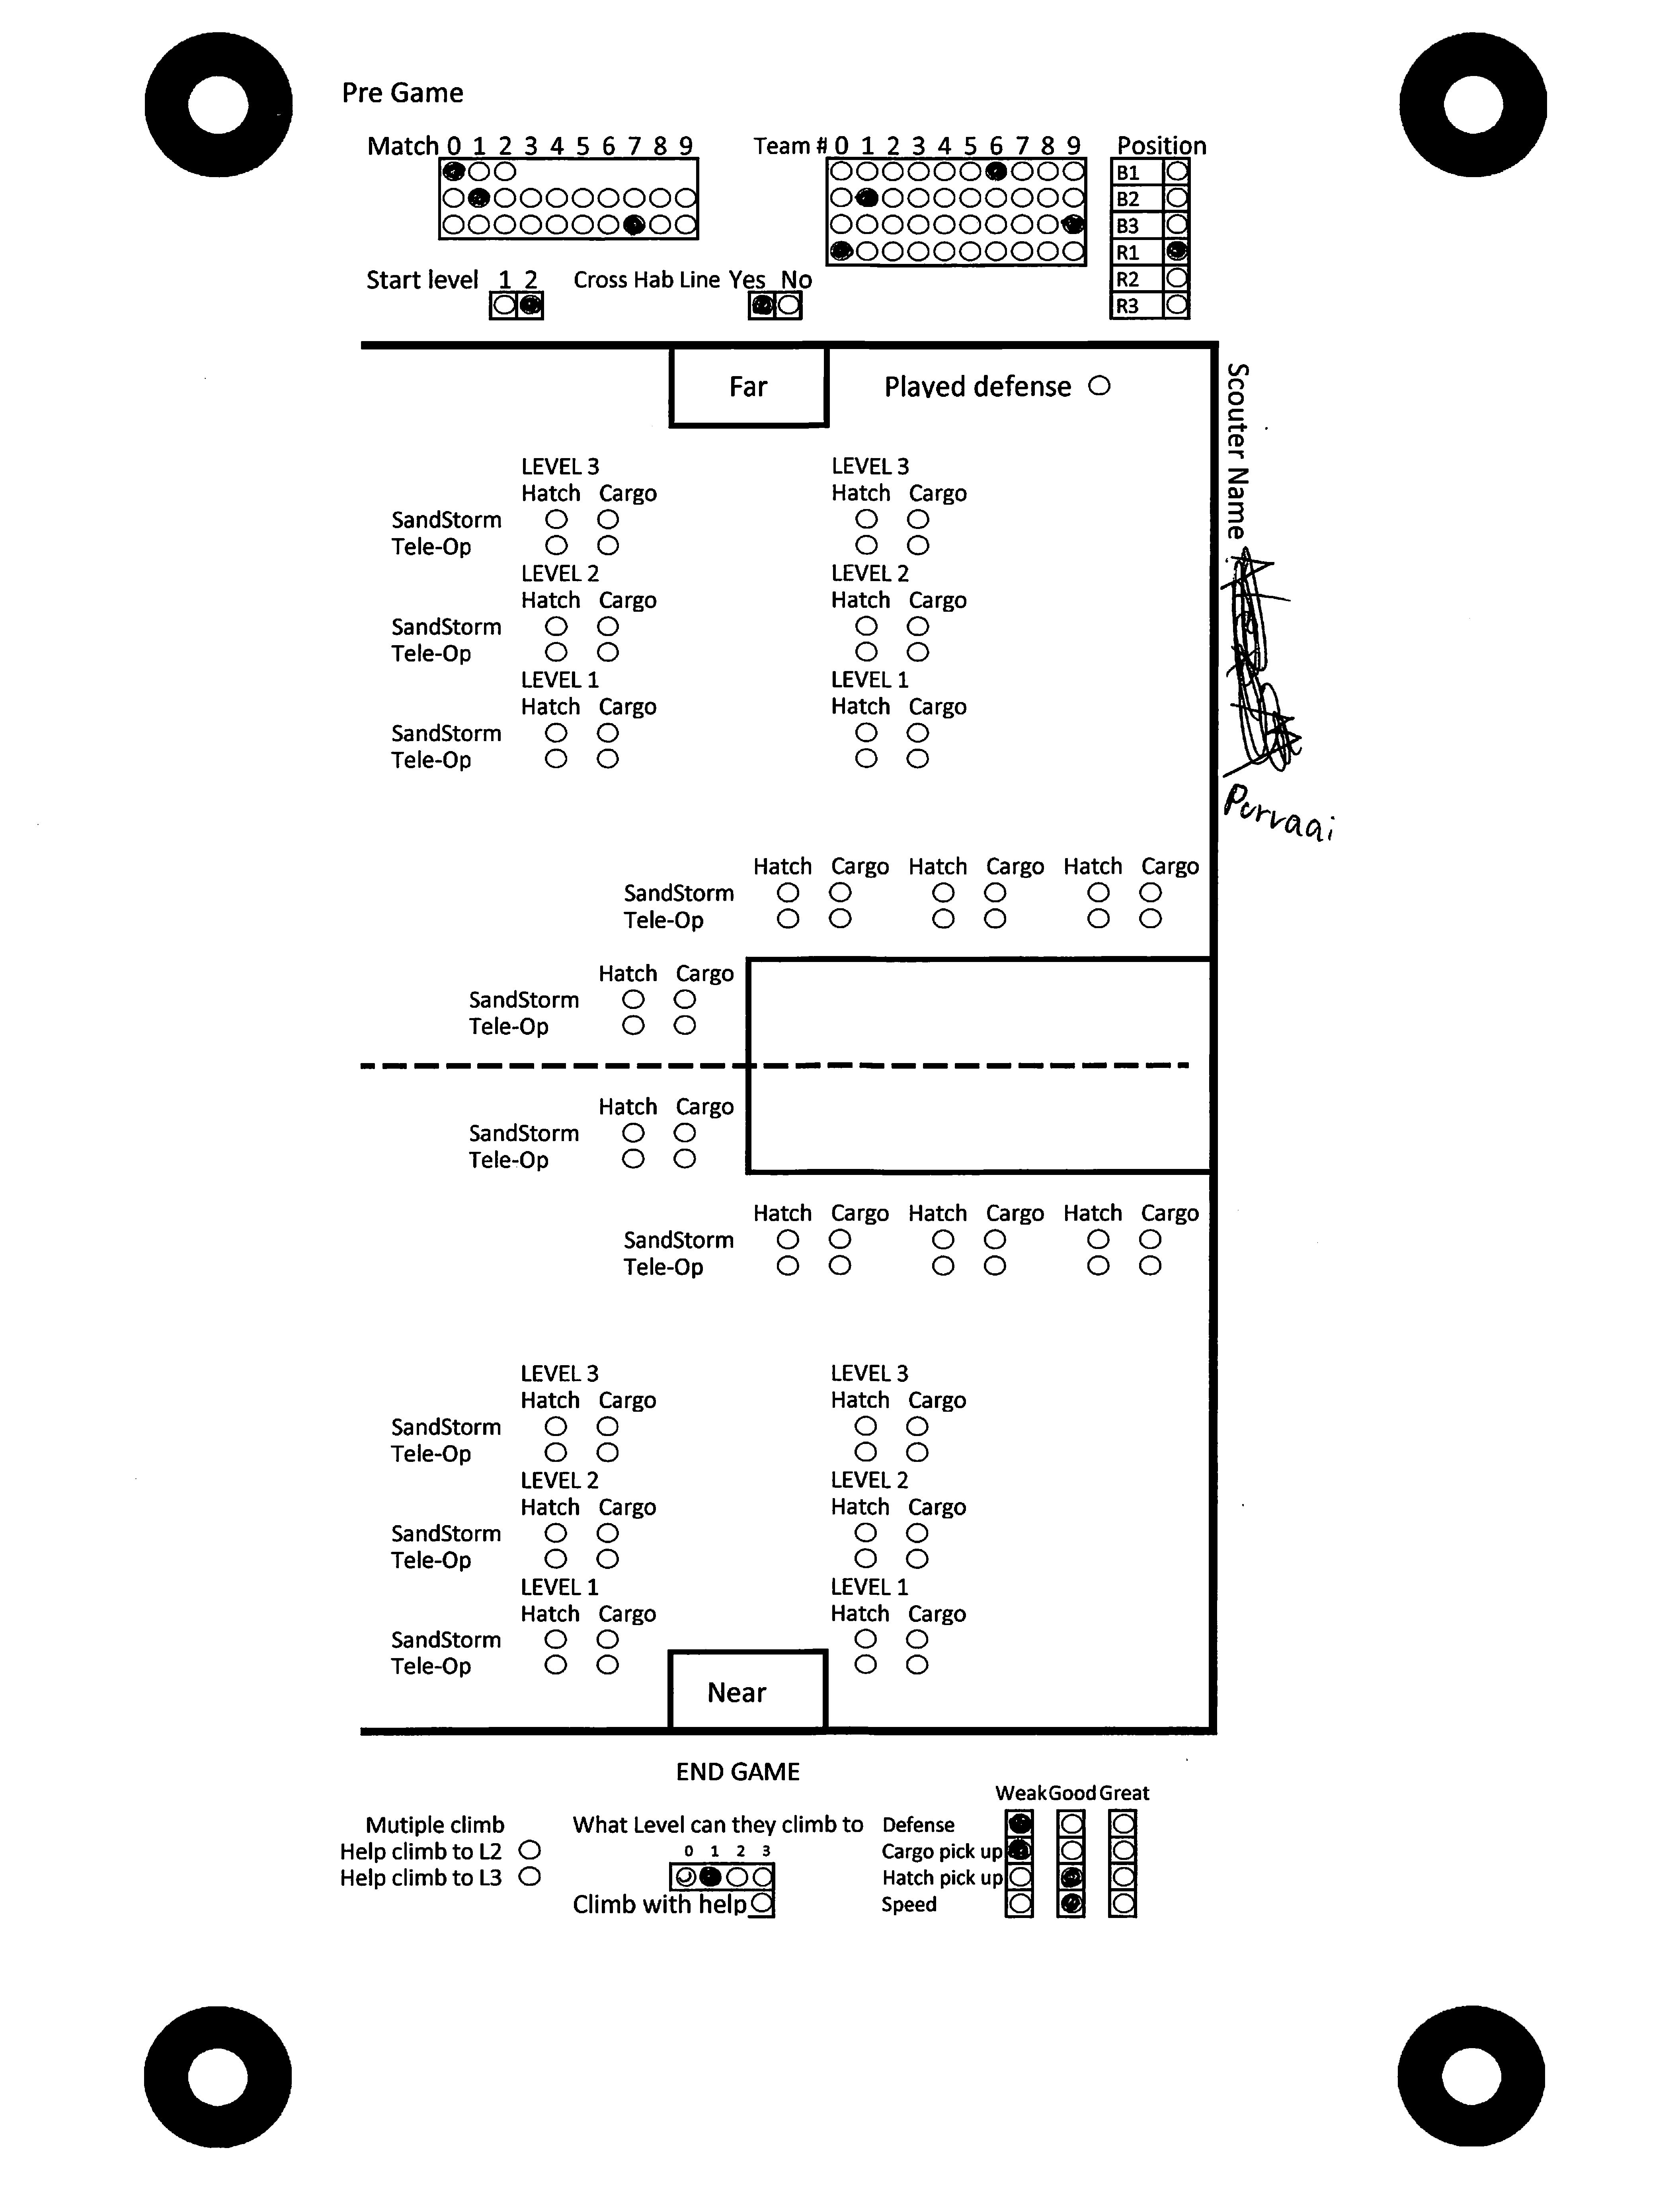 Pre Game
Match 0 1 2 3 4 5 6 7 8 9
Team # 0 1 2 3 4 5 6 7 8 9
Position
B1
B2
B3
R1
R2
R3
Start level 1 2
Cross Hab Line Yes No
Far
Played defense
Scouter Name
Purvaai
LEVEL 3 LEVEL 3
Hatch Cargo Hatch Cargo
SandStorm
Tele-Op
LEVEL 2 LEVEL 2
Hatch Cargo Hatch Cargo
SandStorm
Tele-Op
LEVEL 1 LEVEL 1
Hatch Cargo Hatch Cargo
SandStorm
Tele-Op
Hatch Cargo Hatch Cargo Hatch Cargo
SandStorm
Tele-Op
Hatch Cargo
SandStorm
Tele-Op
Hatch Cargo
SandStorm
Tele-Op
Hatch Cargo Hatch Cargo Hatch Cargo
SandStorm
Tele-Op
LEVEL 3 LEVEL 3
Hatch Cargo Hatch Cargo
SandStorm
Tele-Op
LEVEL 2 LEVEL 2
Hatch Cargo Hatch Cargo
SandStorm
Tele-Op
LEVEL 1 LEVEL 1
Hatch Cargo Hatch Cargo
SandStorm
Tele-Op
Near
END GAME
Mutiple climb
Help climb to L2
Help climb to L3
What Level can they climb to
0 1 2 3
Climb with help
Weak Good Great
Defense
Cargo pick up
Hatch pick up
Speed